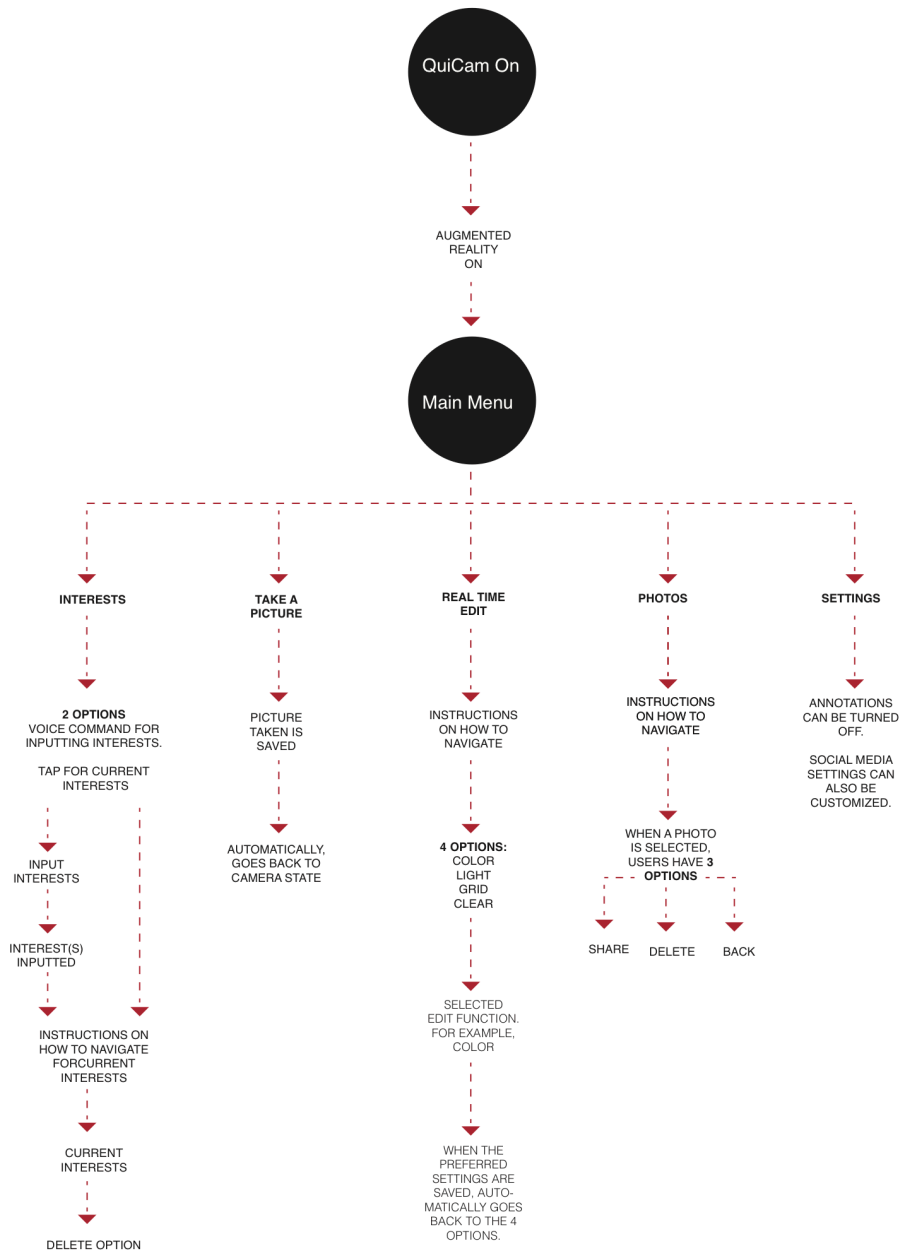 QuiCam On
AUGMENTED
REALITY
ON
Main Menu
INTERESTS
2 OPTIONS
VOICE COMMAND FOR
INPUTTING INTERESTS.
TAP FOR CURRENT
INTERESTS
INPUT
INTERESTS
INTEREST(S)
INPUTTED
INSTRUCTIONS ON
HOW TO NAVIGATE
FORCURRENT
INTERESTS
CURRENT
INTERESTS
DELETE OPTION
TAKE A
PICTURE
PICTURE
TAKEN IS
SAVED
AUTOMATICALLY,
GOES BACK TO
CAMERA STATE
REAL TIME
EDIT
INSTRUCTIONS
ON HOW TO
NAVIGATE
4 OPTIONS:
COLOR
LIGHT
GRID
CLEAR
SELECTED
EDIT FUNCTION.
FOR EXAMPLE,
COLOR
WHEN THE
PREFERRED
SETTINGS ARE
SAVED, AUTO-
MATICALLY GOES
BACK TO THE 4
OPTIONS.
PHOTOS
INSTRUCTIONS
ON HOW TO
NAVIGATE
WHEN A PHOTO
IS SELECTED,
USERS HAVE 3
OPTIONS
SHARE
DELETE
BACK
SETTINGS
ANNOTATIONS
CAN BE TURNED
OFF.
SOCIAL MEDIA
SETTINGS CAN
ALSO BE
CUSTOMIZED.